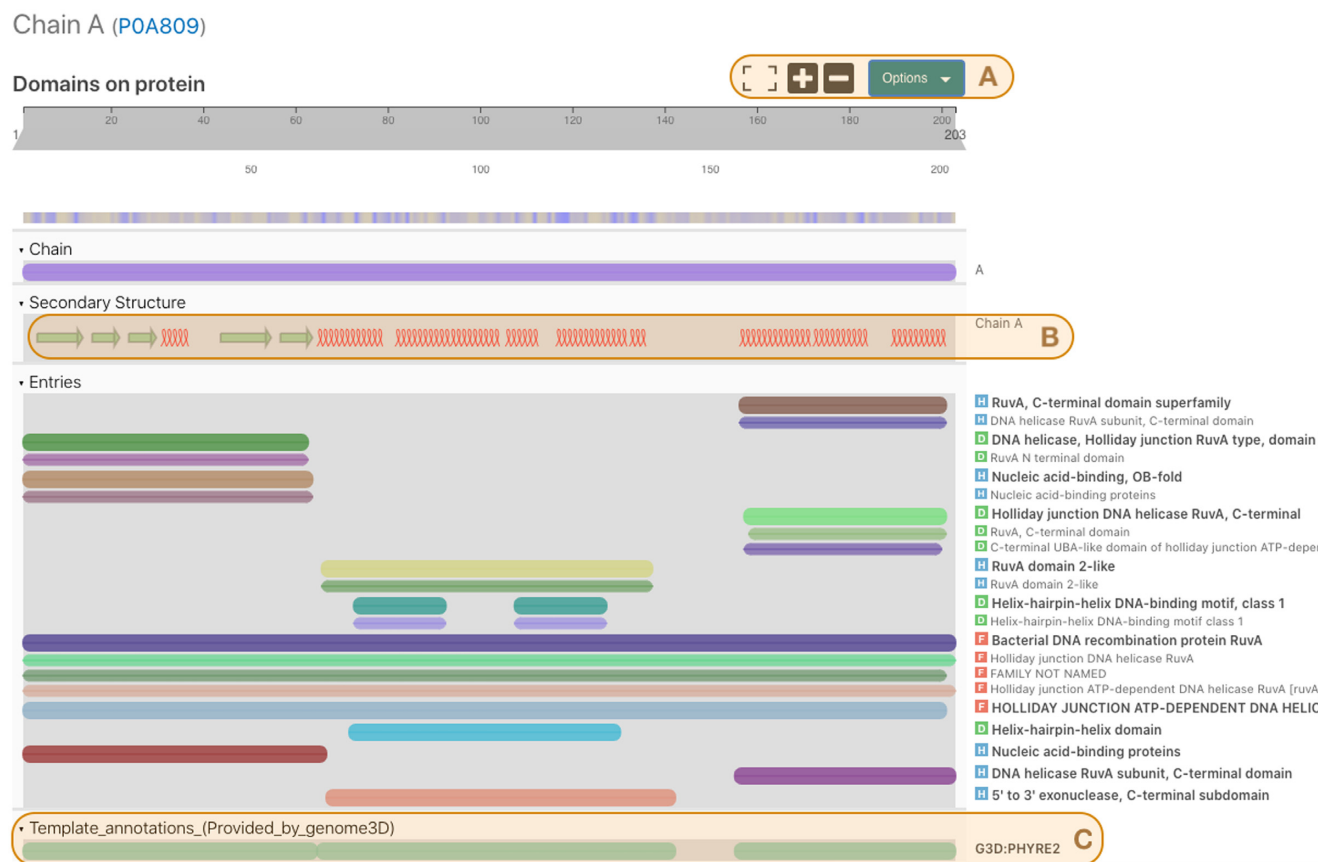 Chain A (P0A809)
Domains on protein
Options
A
20 40 60 80 100 120 140 160 180 200
1 203
50 100 150 200
Chain
A
Secondary Structure
Chain A
B
Entries
H RuvA, C-terminal domain superfamily
H DNA helicase RuvA subunit, C-terminal domain
D DNA helicase, Holliday junction RuvA type, domain
D RuvA N terminal domain
H Nucleic acid-binding, OB-fold
H Nucleic acid-binding proteins
D Holliday junction DNA helicase RuvA, C-terminal
D RuvA, C-terminal domain
D C-terminal UBA-like domain of holliday junction ATP-depe
H RuvA domain 2-like
H RuvA domain 2-like
D Helix-hairpin-helix DNA-binding motif, class 1
D Helix-hairpin-helix DNA-binding motif class 1
F Bacterial DNA recombination protein RuvA
F Holliday junction DNA helicase RuvA
F FAMILY NOT NAMED
F Holliday junction ATP-dependent DNA helicase RuvA [ruvA
F HOLLIDAY JUNCTION ATP-DEPENDENT DNA HELIC
D Helix-hairpin-helix domain
H Nucleic acid-binding proteins
H DNA helicase RuvA subunit, C-terminal domain
H 5' to 3' exonuclease, C-terminal subdomain
Template_annotations_(Provided_by_genome3D)
G3D:PHYRE2
C